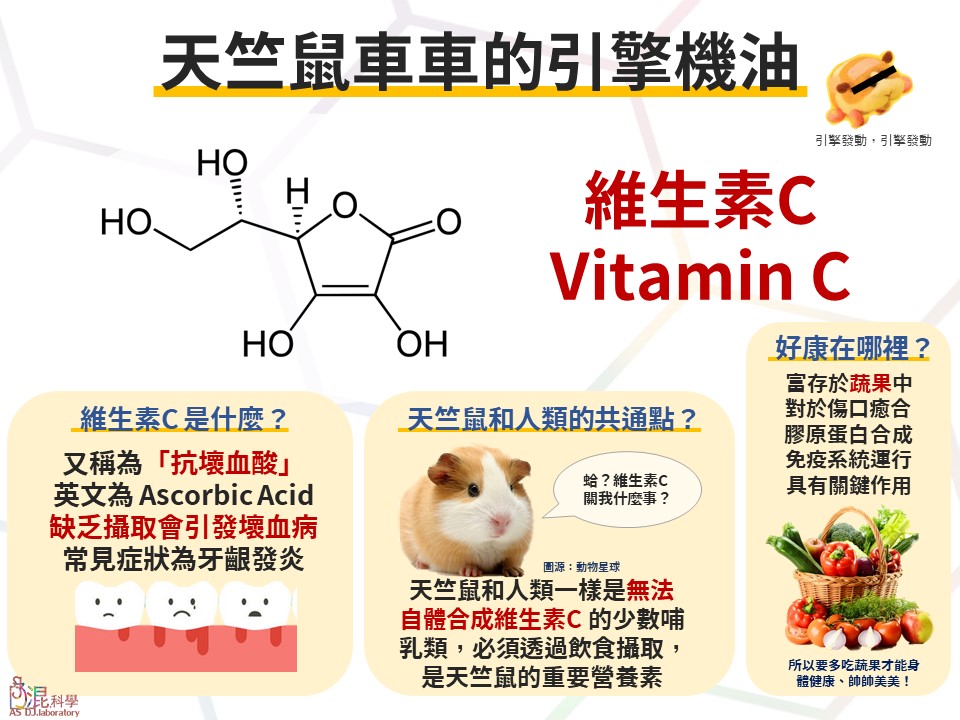 天竺鼠車車的引擎機油
引擎發動，引擎發動
HO
H
O
HO
O
HO
OH
維生素C
Vitamin C
維生素C 是什麼？
又稱為「抗壞血酸」
英文為 Ascorbic Acid
缺乏攝取會引發壞血病
常見症狀為牙齦發炎
天竺鼠和人類的共通點？
蛤？維生素C
關我什麼事？
圖源：動物星球
天竺鼠和人類一樣是無法
自體合成維生素C 的少數哺
乳類，必須透過飲食攝取，
是天竺鼠的重要營養素
好康在哪裡？
富存於蔬果中
對於傷口癒合
膠原蛋白合成
免疫系統運行
具有關鍵作用
所以要多吃蔬果才能身
體健康、帥帥美美！
混科學
AS DJ.laboratory